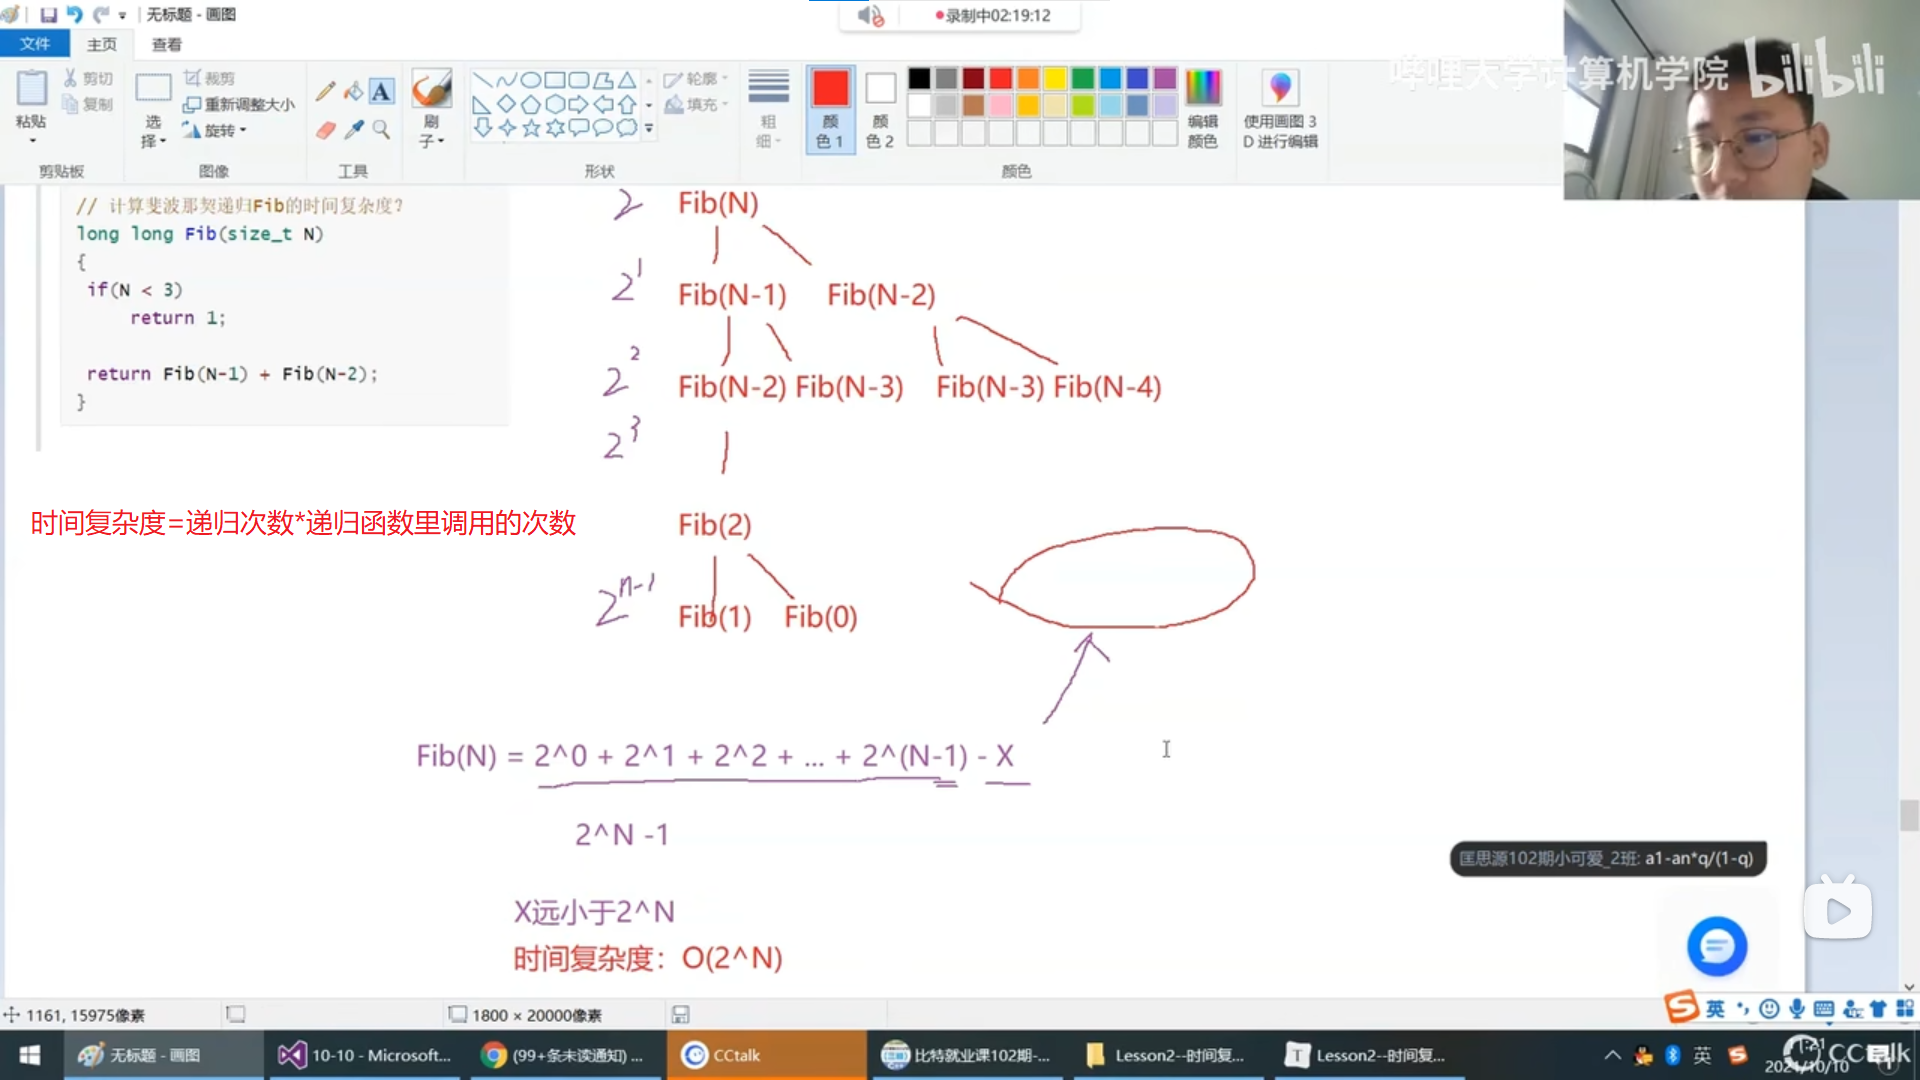 无标题 - 画图
录制中02:19:12
文件 主页 查看
哔哩大学计算机学院 bilibili
粘贴 剪切 复制
剪贴板
选择 裁剪 重新调整大小 旋转
图像
A
工具
刷子
形状
轮廓 填充
粗细
颜色 1 颜色 2
编辑颜色
颜色
使用画图 3D 进行编辑
// 计算斐波那契递归Fib的时间复杂度?
long long Fib(size_t N)
{
if(N < 3)
return 1;
return Fib(N-1) + Fib(N-2);
}
时间复杂度=递归次数*递归函数里调用的次数
2 Fib(N)
2^1 Fib(N-1) Fib(N-2)
2^2 Fib(N-2) Fib(N-3) Fib(N-3) Fib(N-4)
2^3
Fib(2)
2^n-1 Fib(1) Fib(0)
Fib(N) = 2^0 + 2^1 + 2^2 + ... + 2^(N-1) - X
2^N -1
X远小于2^N
时间复杂度：O(2^N)
匡思源102期小可爱_2班: a1-an*q/(1-q)
英
1161, 15975像素 1800 × 20000像素
无标题 - 画图 10-10 - Microsoft... (99+条未读通知) ... CCtalk 比特就业课102期-... Lesson2--时间复... T Lesson2--时间复...
英 CCtalk